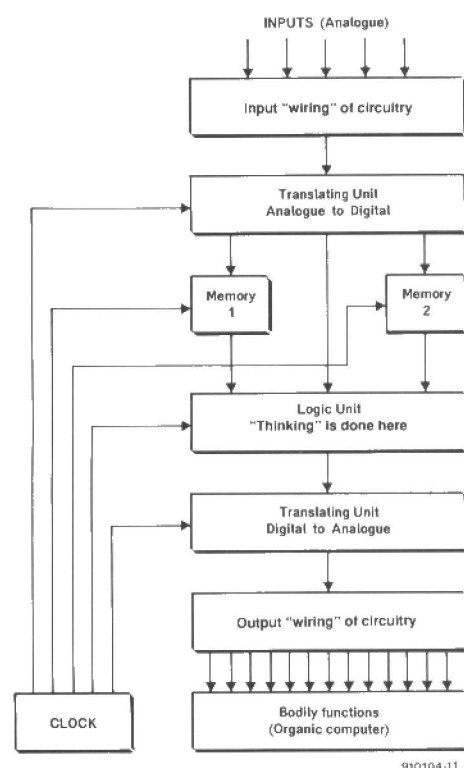 INPUTS (Analogue)
Input "wiring" of circuitry
Translating Unit
Analogue to Digital
Memory
1
Memory
2
Logic Unit
"Thinking" is done here
Translating Unit
Digital to Analogue
Output "wiring" of circuitry
CLOCK
Bodily functions
(Organic computer)
910104-11